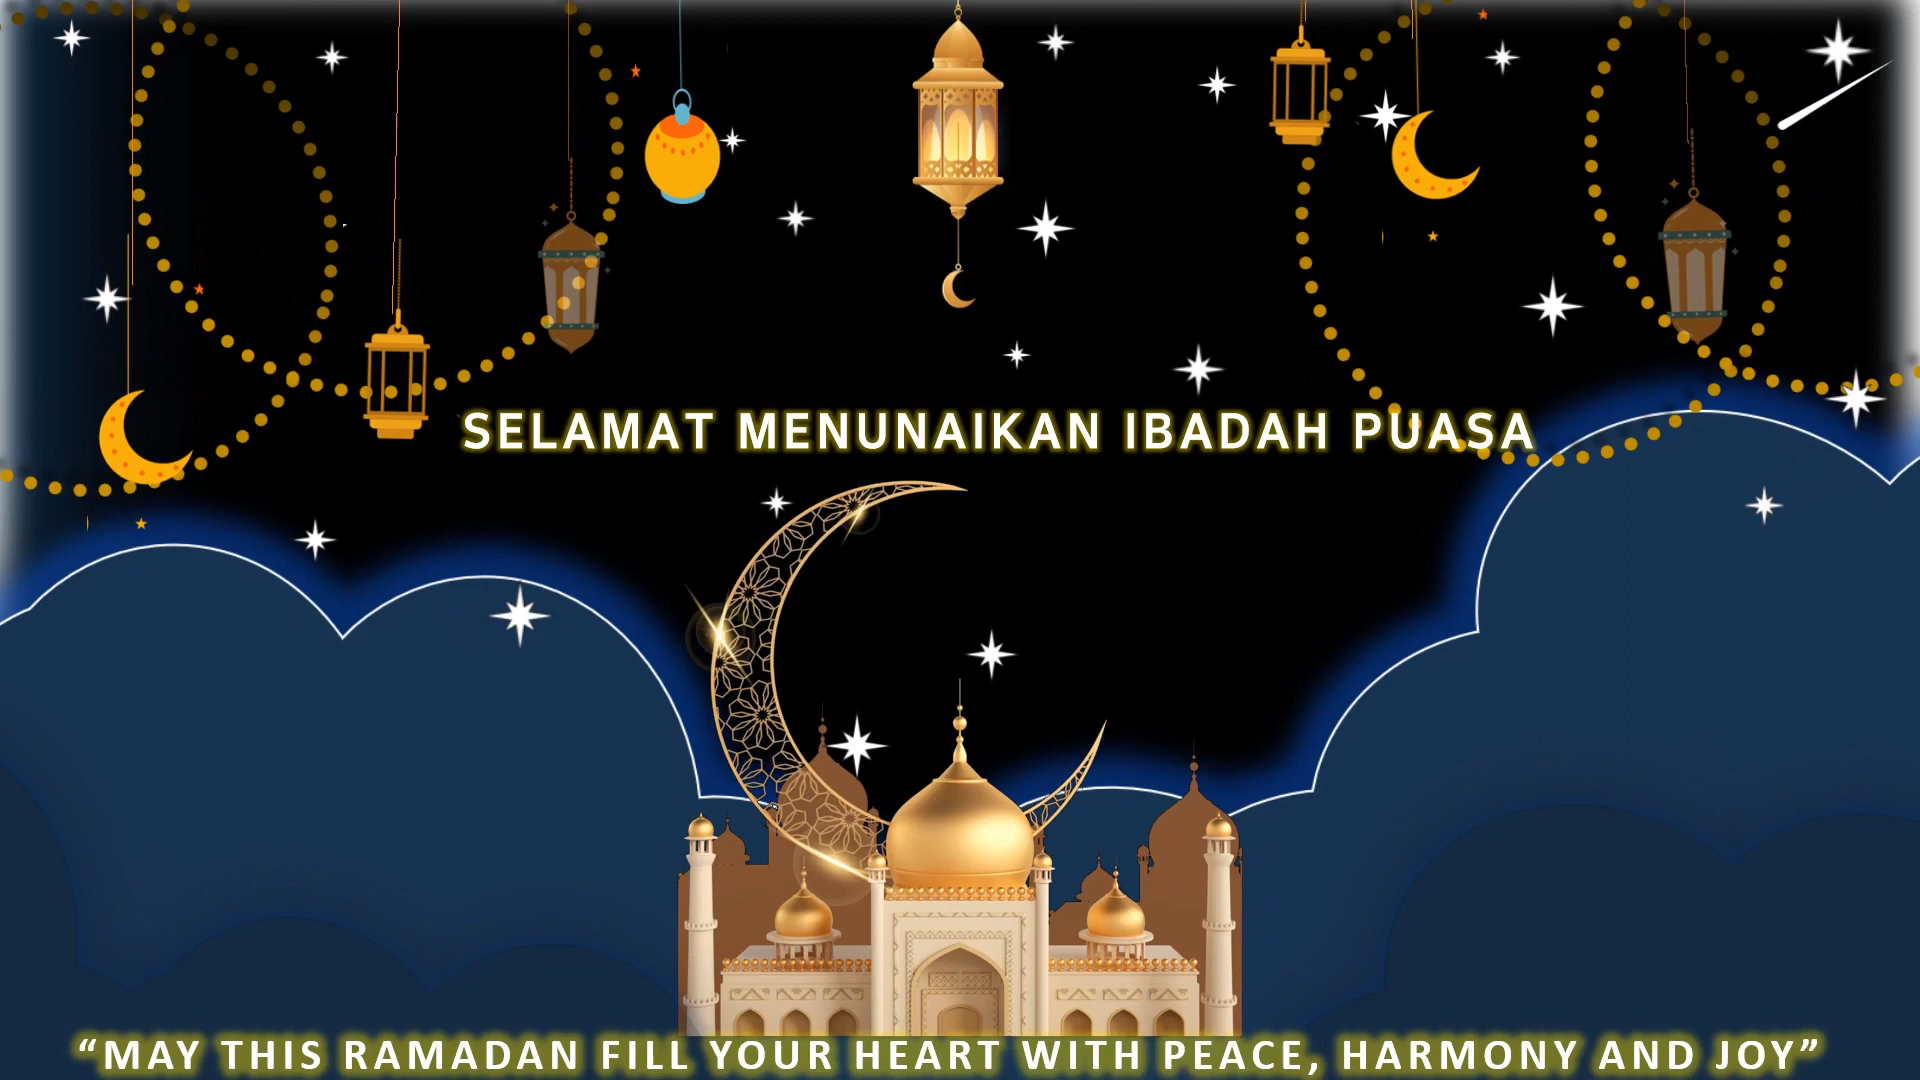 SELAMAT MENUNAIKAN IBADAH PUASA
“MAY THIS RAMADAN FILL YOUR HEART WITH PEACE, HARMONY AND JOY”